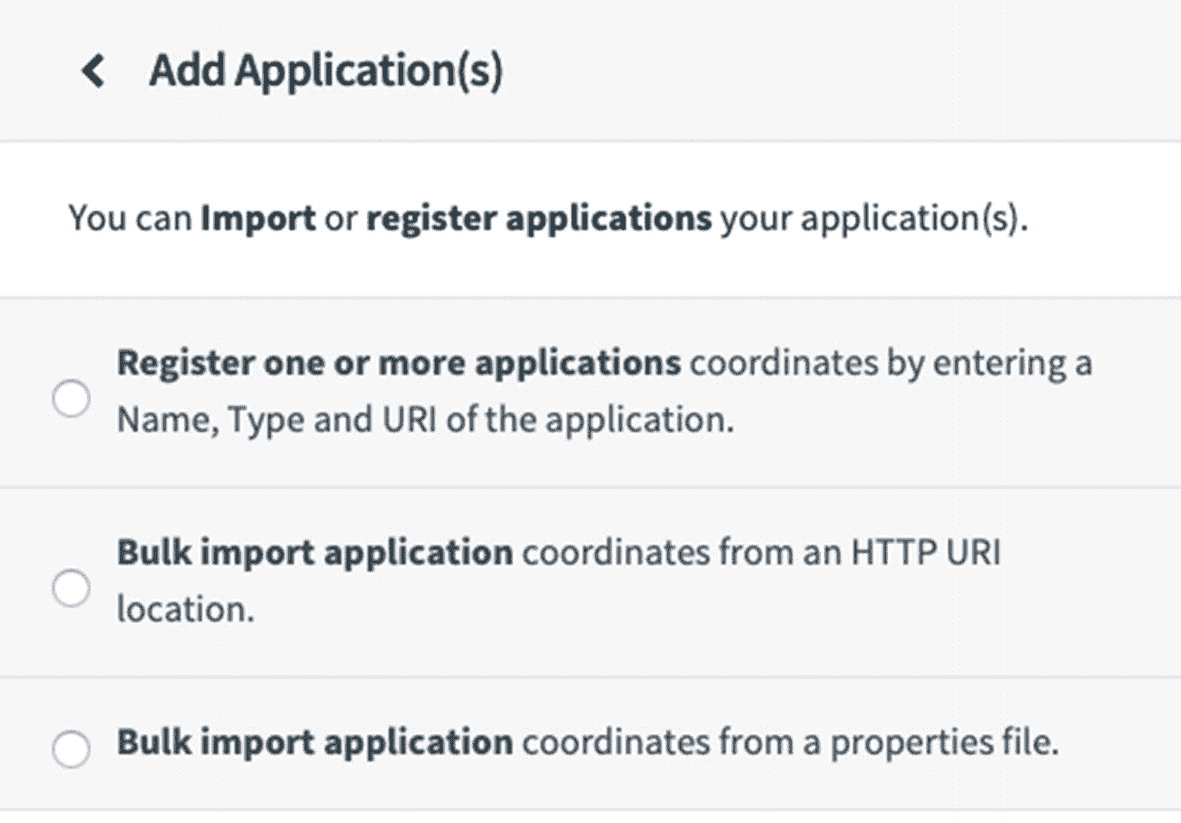 Add Application(s)
You can Import or register applications your application(s).
Register one or more applications coordinates by entering a
Name, Type and URI of the application.
Bulk import application coordinates from an HTTP URI
location.
Bulk import application coordinates from a properties file.